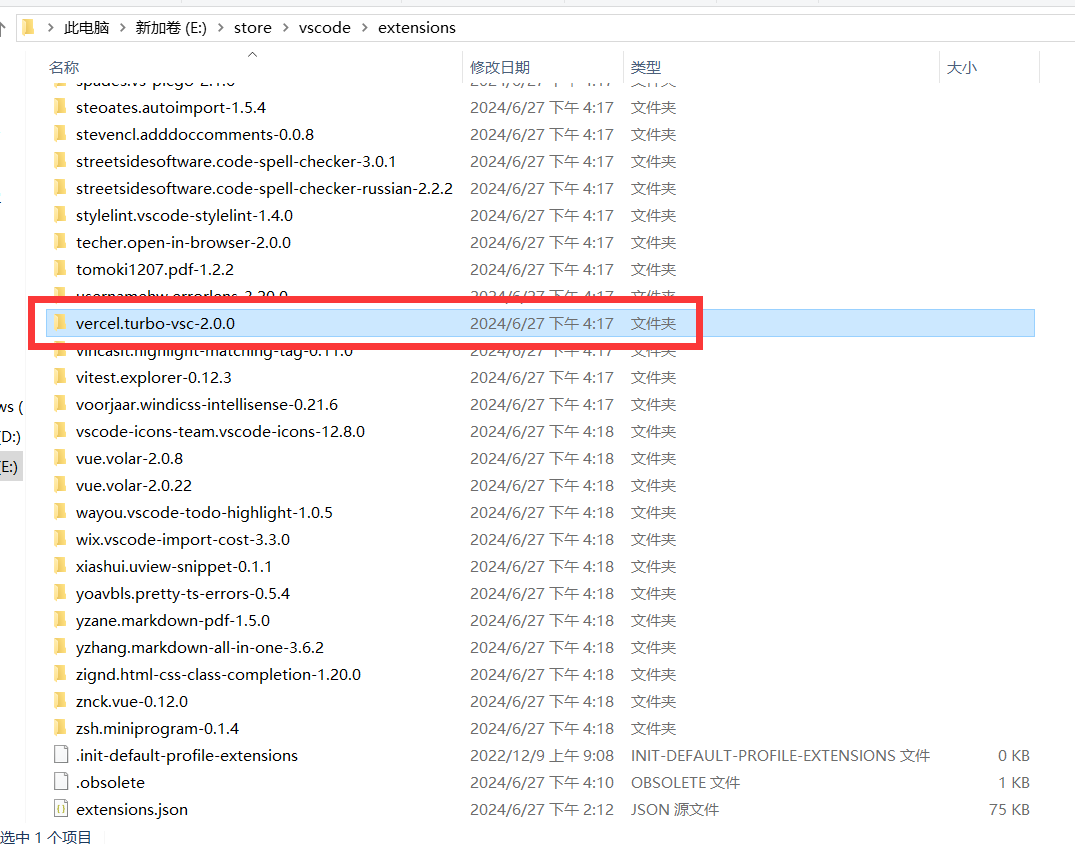 此电脑 > 新加卷 (E:) > store > vscode > extensions
名称 修改日期 类型 大小
steoates.autoimport-1.5.4 2024/6/27 下午 4:17 文件夹
stevencl.adddoccomments-0.0.8 2024/6/27 下午 4:17 文件夹
streetsidesoftware.code-spell-checker-3.0.1 2024/6/27 下午 4:17 文件夹
streetsidesoftware.code-spell-checker-russian-2.2.2 2024/6/27 下午 4:17 文件夹
stylelint.vscode-stylelint-1.4.0 2024/6/27 下午 4:17 文件夹
techer.open-in-browser-2.0.0 2024/6/27 下午 4:17 文件夹
tomoki1207.pdf-1.2.2 2024/6/27 下午 4:17 文件夹
usernamehw.errorlens-3.20.0 2024/6/27 下午 4:17 文件夹
vercel.turbo-vsc-2.0.0 2024/6/27 下午 4:17 文件夹
vincaslt.highlight-matching-tag-0.11.0 2024/6/27 下午 4:17 文件夹
vitest.explorer-0.12.3 2024/6/27 下午 4:17 文件夹
voorjaar.windicss-intellisense-0.21.6 2024/6/27 下午 4:17 文件夹
vscode-icons-team.vscode-icons-12.8.0 2024/6/27 下午 4:18 文件夹
vue.volar-2.0.8 2024/6/27 下午 4:18 文件夹
vue.volar-2.0.22 2024/6/27 下午 4:18 文件夹
wayou.vscode-todo-highlight-1.0.5 2024/6/27 下午 4:18 文件夹
wix.vscode-import-cost-3.3.0 2024/6/27 下午 4:18 文件夹
xiashui.uview-snippet-0.1.1 2024/6/27 下午 4:18 文件夹
yoavbls.pretty-ts-errors-0.5.4 2024/6/27 下午 4:18 文件夹
yzane.markdown-pdf-1.5.0 2024/6/27 下午 4:18 文件夹
yzhang.markdown-all-in-one-3.6.2 2024/6/27 下午 4:18 文件夹
zignd.html-css-class-completion-1.20.0 2024/6/27 下午 4:18 文件夹
znck.vue-0.12.0 2024/6/27 下午 4:18 文件夹
zsh.miniprogram-0.1.4 2024/6/27 下午 4:18 文件夹
.init-default-profile-extensions 2022/12/9 上午 9:08 INIT-DEFAULT-PROFILE-EXTENSIONS 文件 0 KB
.obsolete 2024/6/27 下午 4:10 OBSOLETE 文件 1 KB
extensions.json 2024/6/27 下午 2:12 JSON 源文件 75 KB
ws (
(D:)
(E:)
选中 1 个项目